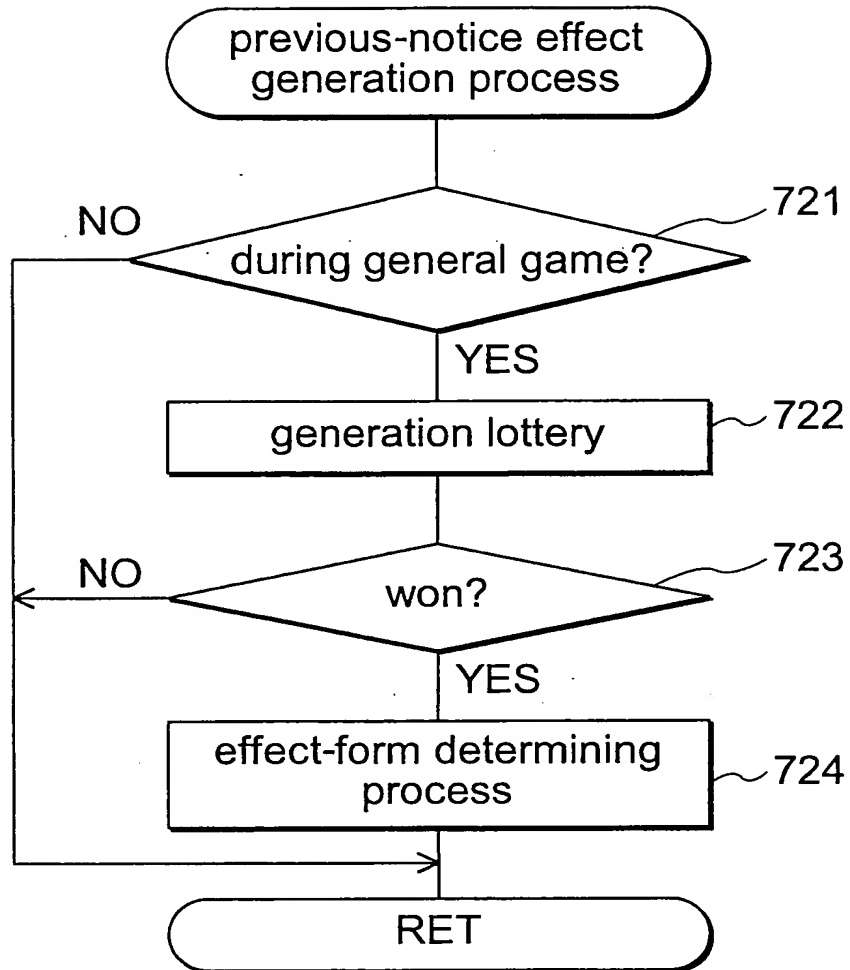 previous-notice effect
generation process
721
NO
during general game?
YES
722
generation lottery
723
NO
won?
YES
effect-form determining
process
724
RET